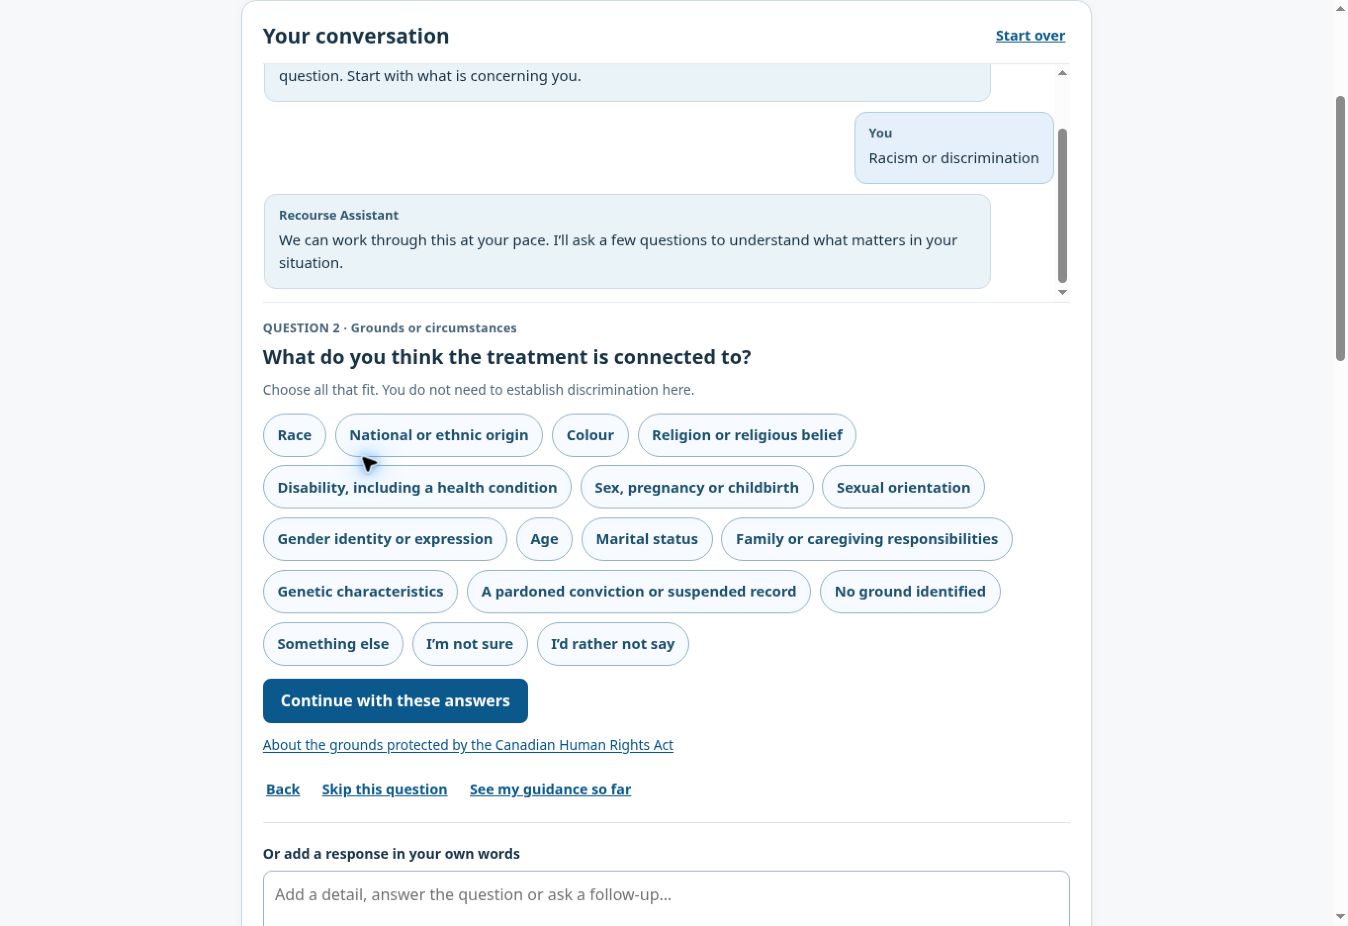 Your conversation
Start over
question. Start with what is concerning you.
You
Racism or discrimination
Recourse Assistant
We can work through this at your pace. I’ll ask a few questions to understand what matters in your
situation.
QUESTION 2 · Grounds or circumstances
What do you think the treatment is connected to?
Choose all that fit. You do not need to establish discrimination here.
Race
National or ethnic origin
Colour
Religion or religious belief
Disability, including a health condition
Sex, pregnancy or childbirth
Sexual orientation
Gender identity or expression
Age
Marital status
Family or caregiving responsibilities
Genetic characteristics
A pardoned conviction or suspended record
No ground identified
Something else
I’m not sure
I’d rather not say
Continue with these answers
About the grounds protected by the Canadian Human Rights Act
Back
Skip this question
See my guidance so far
Or add a response in your own words
Add a detail, answer the question or ask a follow-up...